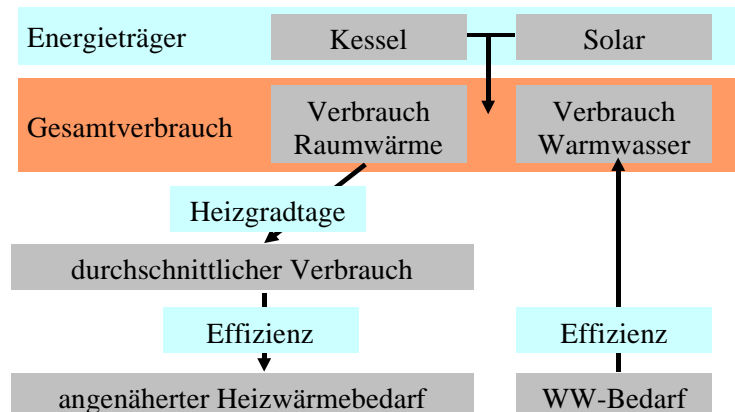 Energieträger
Kessel
Solar
Gesamtverbrauch
Verbrauch
Raumwärme
Verbrauch
Warmwasser
Heizgradtage
durchschnittlicher Verbrauch
Effizienz
Effizienz
angenäherter Heizwärmebedarf
WW-Bedarf